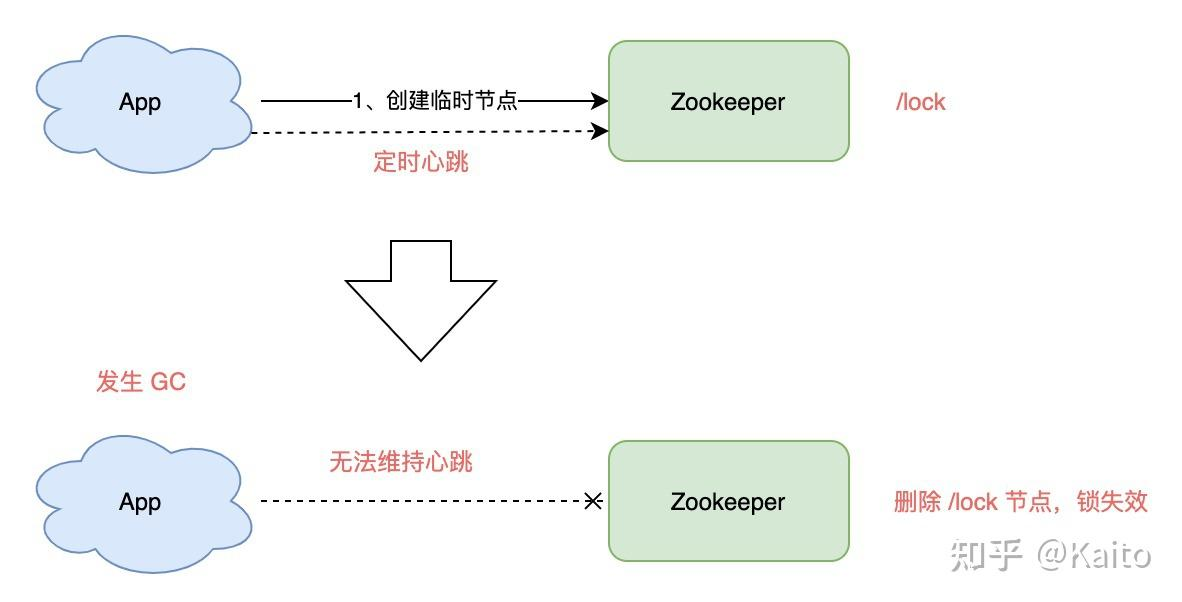 App
1、创建临时节点
Zookeeper
/lock
定时心跳
发生 GC
无法维持心跳
App
Zookeeper
删除 /lock 节点，锁失效
知乎 @Kaito